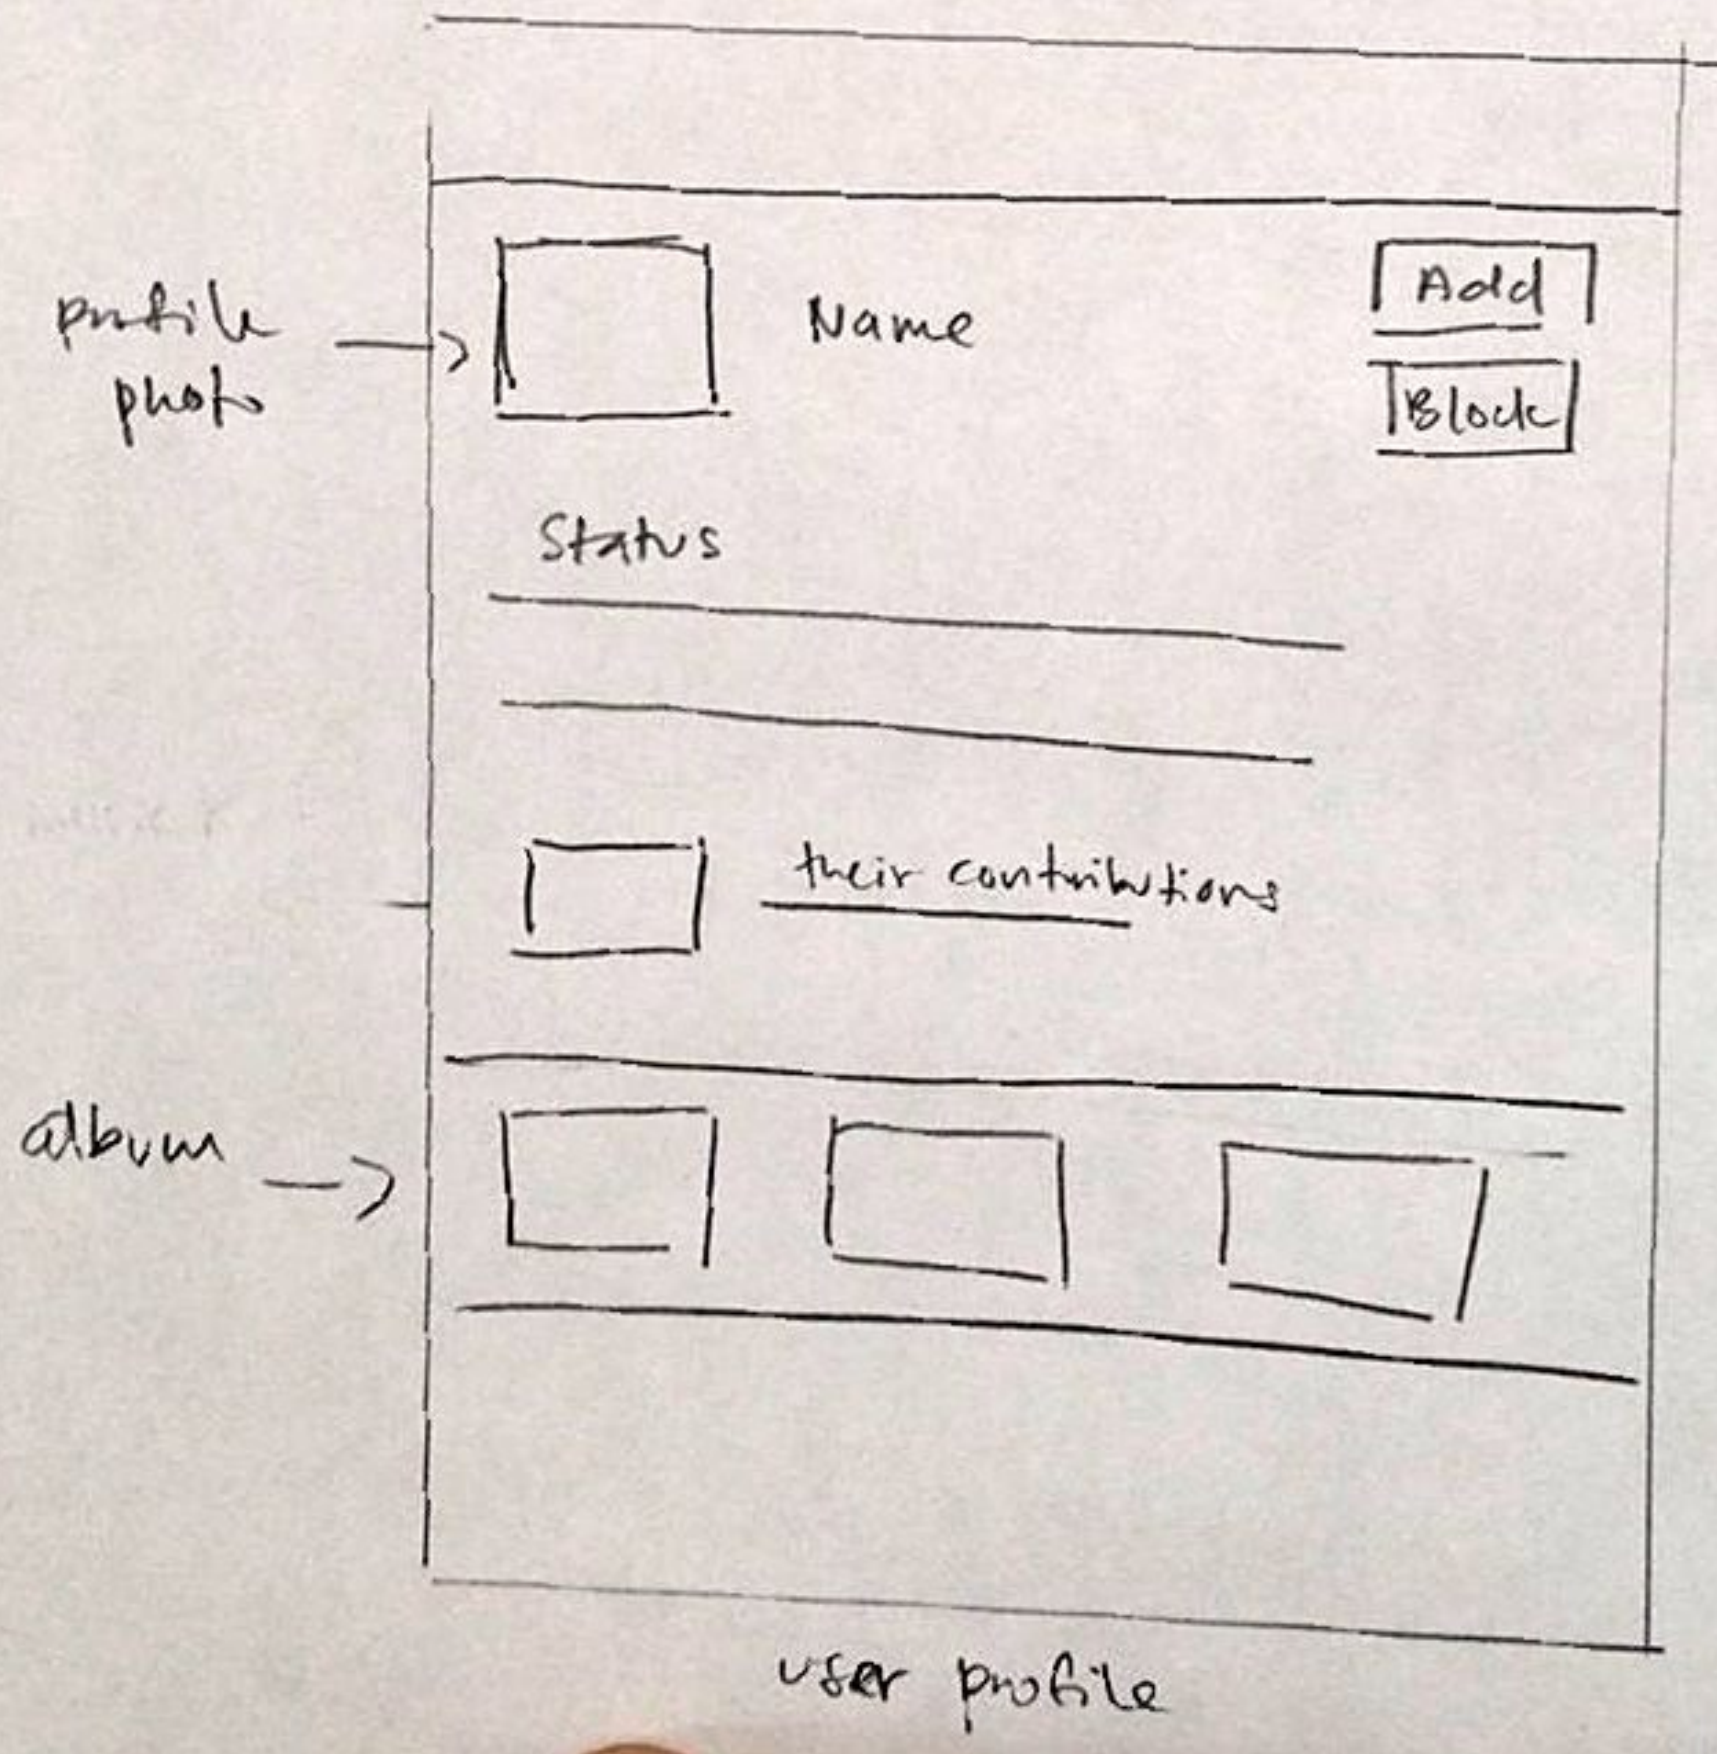 Name
Add
Block
profile
photo
Status
their contributions
album
user profile